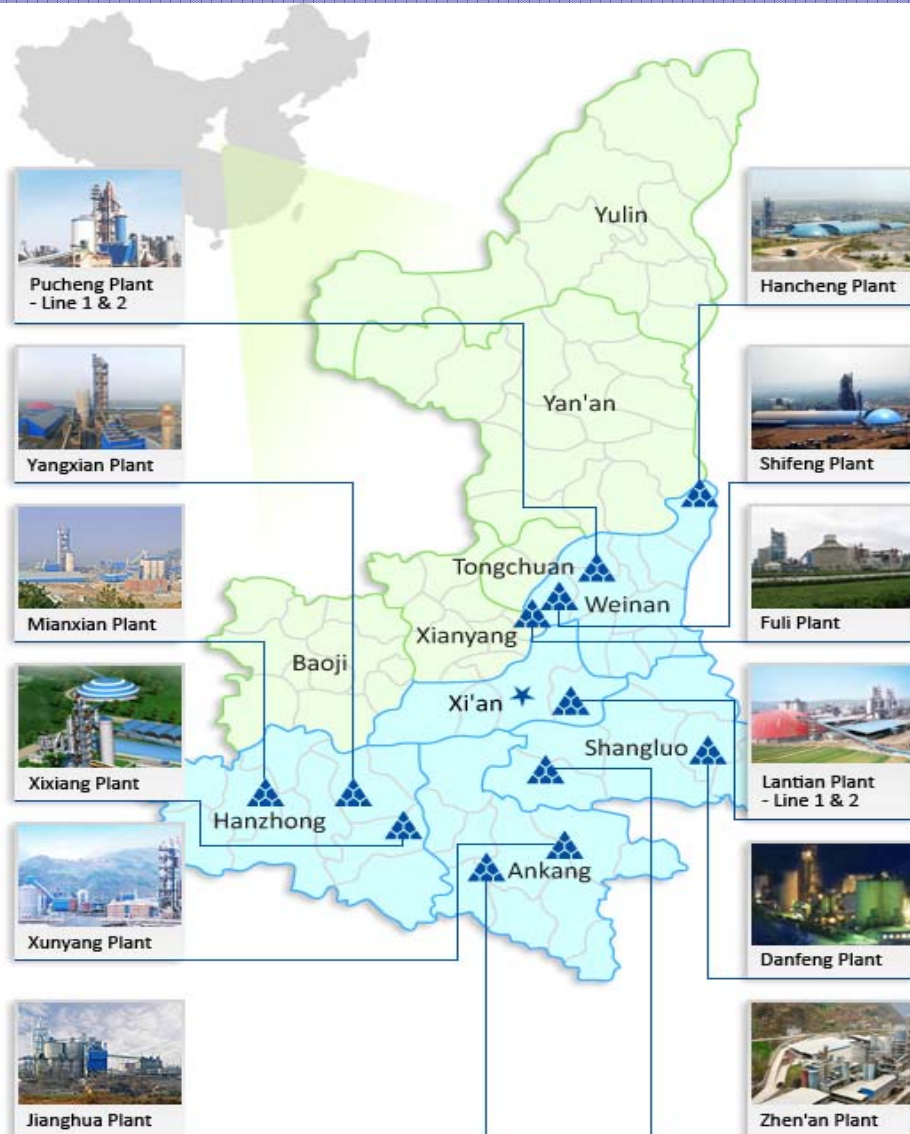 Pucheng Plant
- Line 1 & 2
Yangxian Plant
Mianxian Plant
Xixiang Plant
Xunyang Plant
Jianghua Plant
Yulin
Yan'an
Tongchuan
Weinan
Xianyang
Baoji
Xi'an
Shangluo
Hanzhong
Ankang
Hancheng Plant
Shifeng Plant
Fuli Plant
Lantian Plant
- Line 1 & 2
Danfeng Plant
Zhen'an Plant